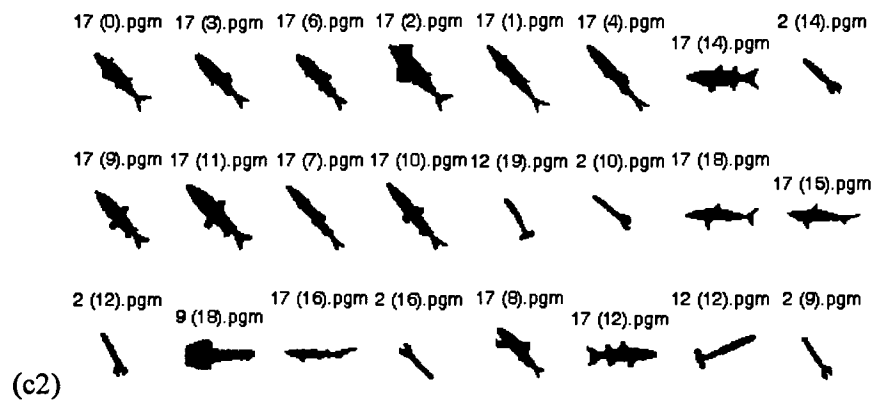 17 (0).pgm 17 (3).pgm 17 (6).pgm 17 (2).pgm 17 (1).pgm 17 (4).pgm 17 (14).pgm 2 (14).pgm
17 (9).pgm 17 (11).pgm 17 (7).pgm 17 (10).pgm 12 (19).pgm 2 (10).pgm 17 (18).pgm 17 (15).pgm
2 (12).pgm 9 (18).pgm 17 (16).pgm 2 (16).pgm 17 (8).pgm 17 (12).pgm 12 (12).pgm 2 (9).pgm
(c2)